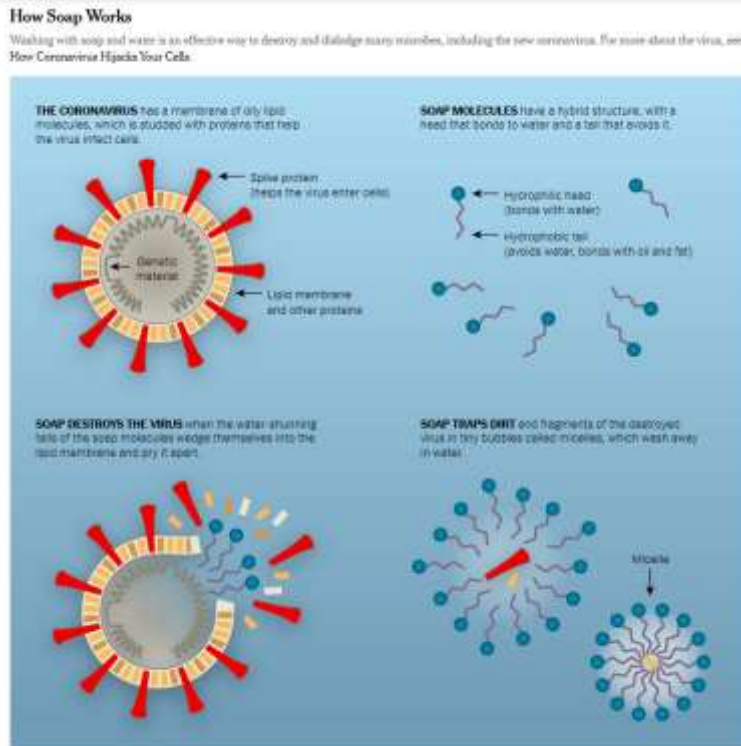 How Soap Works
Washing with soap and water is an effective way to destroy and dislodge many microbes, including the new coronavirus. For more about the virus, see
How Coronavirus Hijacks Your Cells.
THE CORONAVIRUS has a membrane of oily lipid
molecules, which is studded with proteins that help
the virus infect cells.
Spike protein
(helps the virus enter cells)
Genetic
material
Lipid membrane
and other proteins
SOAP MOLECULES have a hybrid structure, with a
head that bonds to water and a tail that avoids it.
Hydrophilic head
(bonds with water)
Hydrophobic tail
(avoids water, bonds with oil and fat)
SOAP DESTROYS THE VIRUS when the water-shunning
tails of the soap molecules wedge themselves into the
lipid membrane and pry it apart.
SOAP TRAPS DIRT and fragments of the destroyed
virus in tiny bubbles called micelles, which wash away
in water.
Micelle